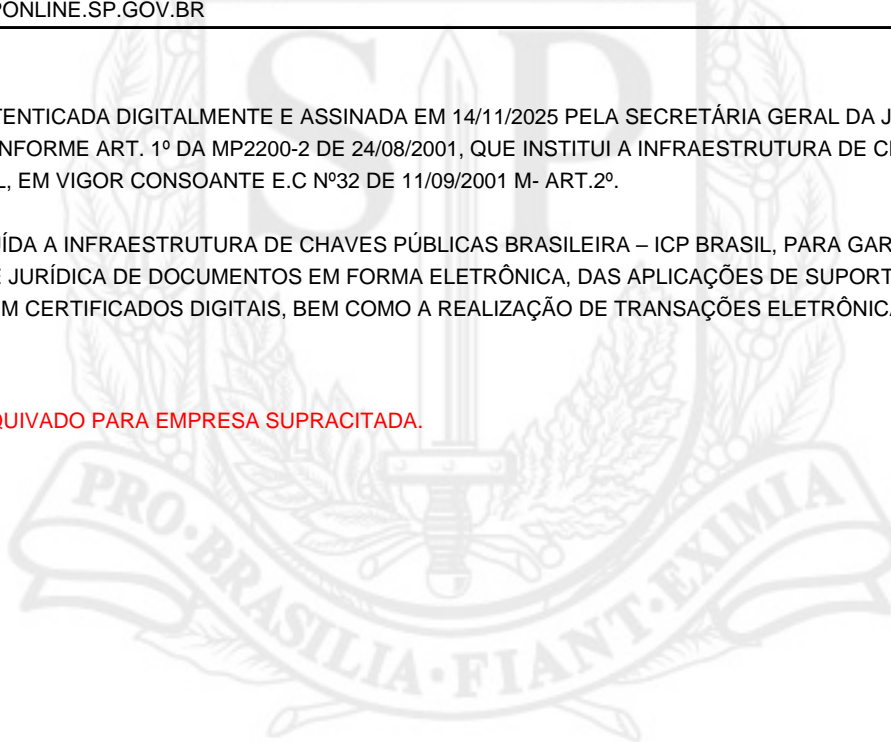 PONLINE.SP.GOV.BR
TENTICADA DIGITALMENTE E ASSINADA EM 14/11/2025 PELA SECRETÁRIA GERAL DA J
NFORME ART. 1º DA MP2200-2 DE 24/08/2001, QUE INSTITUI A INFRAESTRUTURA DE C
L, EM VIGOR CONSOANTE E.C Nº32 DE 11/09/2001 M- ART.2º.
ÍDA A INFRAESTRUTURA DE CHAVES PÚBLICAS BRASILEIRA – ICP BRASIL, PARA GAR
E JURÍDICA DE DOCUMENTOS EM FORMA ELETRÔNICA, DAS APLICAÇÕES DE SUPORT
M CERTIFICADOS DIGITAIS, BEM COMO A REALIZAÇÃO DE TRANSAÇÕES ELETRÔNICA
QUIVADO PARA EMPRESA SUPRACITADA.
SP
PRO·BRASILIA·FIANT·EXIMIA